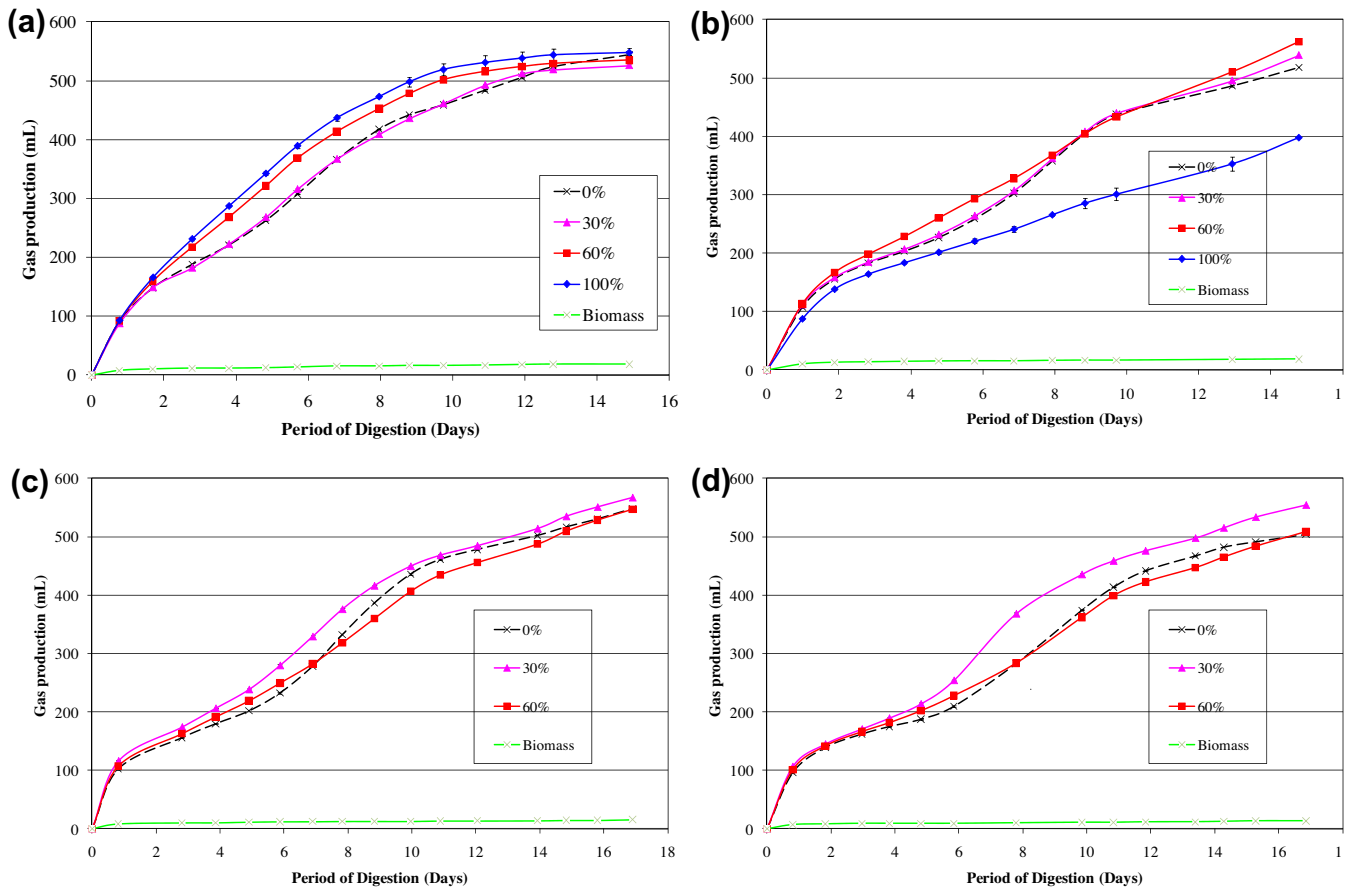 (a)
600
500
400
300
200
100
0
Gas production (mL)
0 2 4 6 8 10 12 14 16
Period of Digestion (Days)
0%
30%
60%
100%
Biomass
(b)
600
500
400
300
200
100
0
Gas production (mL)
0 2 4 6 8 10 12 14 1
Period of Digestion (Days)
0%
30%
60%
100%
Biomass
(c)
600
500
400
300
200
100
0
Gas production (mL)
0 2 4 6 8 10 12 14 16 18
Period of Digestion (Days)
0%
30%
60%
Biomass
(d)
600
500
400
300
200
100
0
Gas production (mL)
0 2 4 6 8 10 12 14 16 1
Period of Digestion (Days)
0%
30%
60%
Biomass